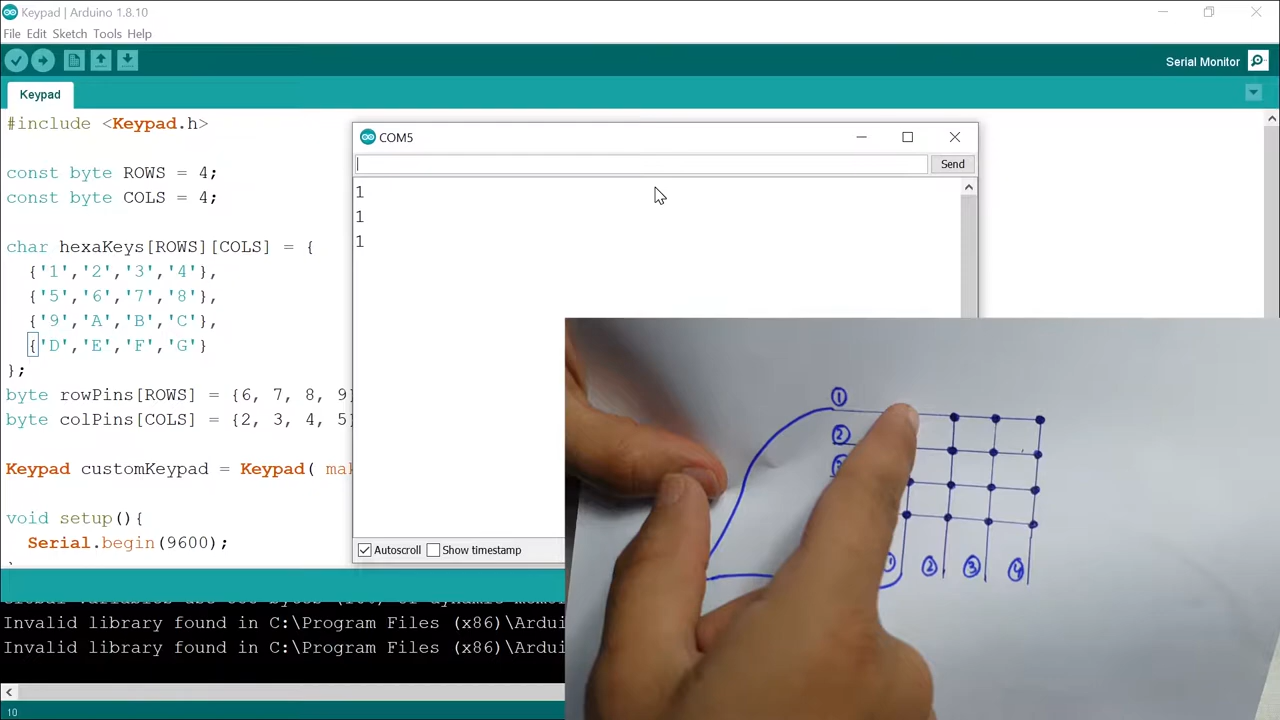 Keypad | Arduino 1.8.10
File Edit Sketch Tools Help
Serial Monitor
Keypad
#include <Keypad.h>
const byte ROWS = 4;
const byte COLS = 4;
char hexaKeys[ROWS][COLS] = {
{'1','2','3','4'},
{'5','6','7','8'},
{'9','A','B','C'},
{'D','E','F','G'}
};
byte rowPins[ROWS] = {6, 7, 8, 9]
byte colPins[COLS] = {2, 3, 4, 5]
Keypad customKeypad = Keypad( ma
void setup(){
Serial.begin(9600);
COM5
Send
1
1
1
Autoscroll Show timestamp
Invalid library found in C:\Program Files (x86)\Ardui
Invalid library found in C:\Program Files (x86)\Ardui
10
1
2
3
1 2 3 4